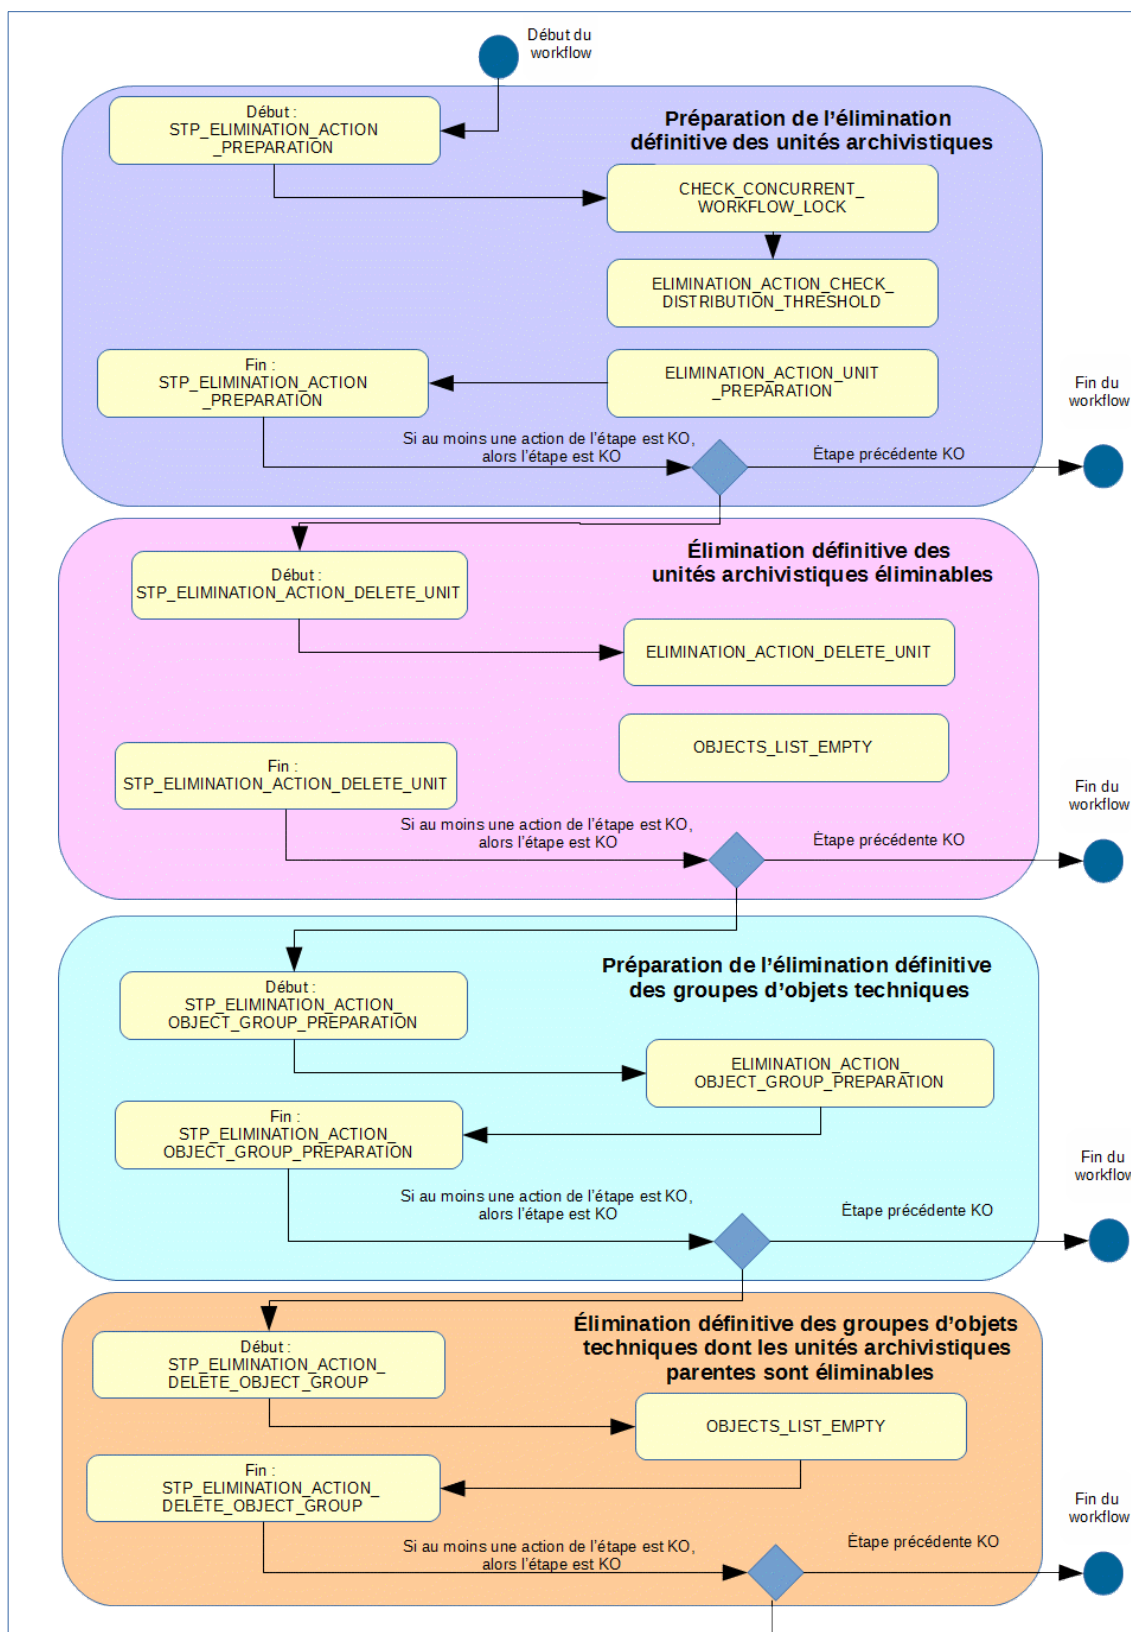 Début du
workflow
Début :
STP_ELIMINATION_ACTION
_PREPARATION
Préparation de l'élimination
définitive des unités archivistiques
CHECK_CONCURRENT_
WORKFLOW_LOCK
ELIMINATION_ACTION_CHECK_
DISTRIBUTION_THRESHOLD
Fin :
STP_ELIMINATION_ACTION
_PREPARATION
ELIMINATION_ACTION_UNIT
_PREPARATION
Fin du
workflow
Si au moins une action de l'étape est KO,
alors l'étape est KO
Étape précédente KO
Élimination définitive des
unités archivistiques éliminables
Début :
STP_ELIMINATION_ACTION_DELETE_UNIT
ELIMINATION_ACTION_DELETE_UNIT
OBJECTS_LIST_EMPTY
Fin :
STP_ELIMINATION_ACTION_DELETE_UNIT
Fin du
workflow
Si au moins une action de l'étape est KO,
alors l'étape est KO
Étape précédente KO
Préparation de l'élimination définitive
des groupes d'objets techniques
Début :
STP_ELIMINATION_ACTION_
OBJECT_GROUP_PREPARATION
ELIMINATION_ACTION_
OBJECT_GROUP_PREPARATION
Fin :
STP_ELIMINATION_ACTION_
OBJECT_GROUP_PREPARATION
Fin du
workflow
Si au moins une action de l'étape est KO,
alors l'étape est KO
Étape précédente KO
Élimination définitive des groupes d'objets
techniques dont les unités archivistiques
parentes sont éliminables
Début :
STP_ELIMINATION_ACTION_
DELETE_OBJECT_GROUP
OBJECTS_LIST_EMPTY
Fin :
STP_ELIMINATION_ACTION_
DELETE_OBJECT_GROUP
Fin du
workflow
Si au moins une action de l'étape est KO,
alors l'étape est KO
Étape précédente KO